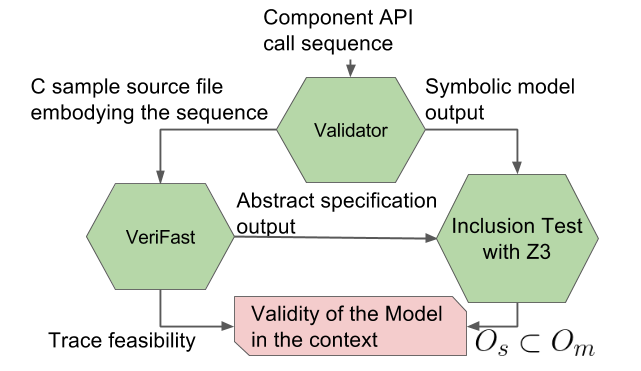 Component API
call sequence
C sample source file
embodying the sequence
Symbolic model
output
Validator
Abstract specification
output
VeriFast
Inclusion Test
with Z3
Validity of the Model
in the context
Trace feasibility
O_s ⊂ O_m